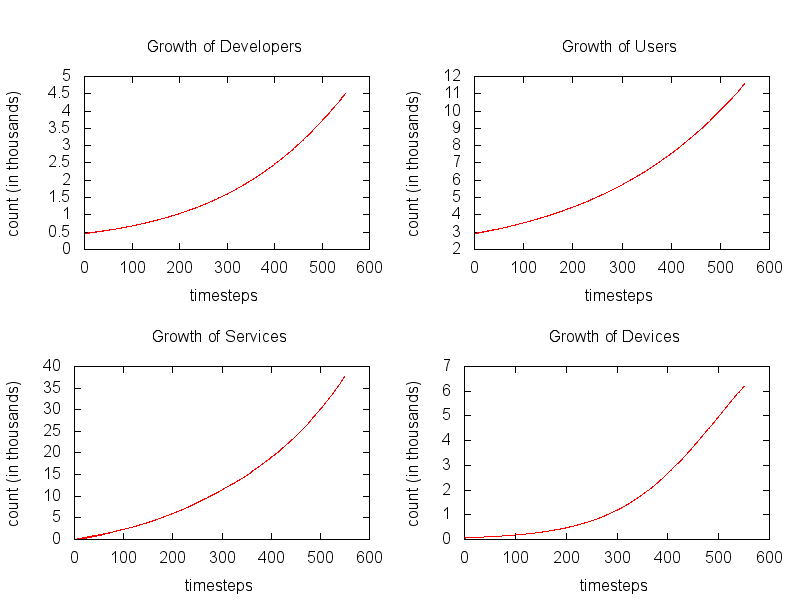 Growth of Developers
5
4.5
4
3.5
3
2.5
2
1.5
1
0.5
0
count (in thousands)
0 100 200 300 400 500 600
timesteps
Growth of Users
12
11
10
9
8
7
6
5
4
3
2
count (in thousands)
0 100 200 300 400 500 600
timesteps
Growth of Services
40
35
30
25
20
15
10
5
0
count (in thousands)
0 100 200 300 400 500 600
timesteps
Growth of Devices
7
6
5
4
3
2
1
0
count (in thousands)
0 100 200 300 400 500 600
timesteps